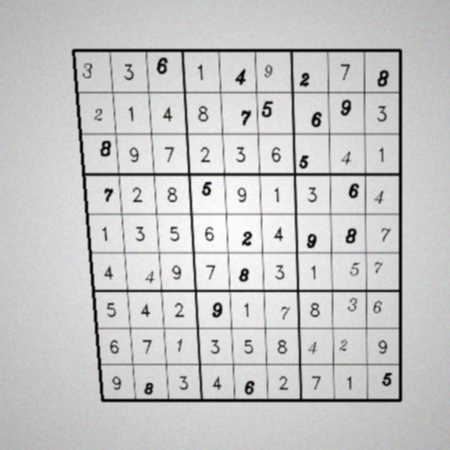 3 3 6 1 4 9 2 7 8
2 1 4 8 7 5 6 9 3
8 9 7 2 3 6 5 4 1
7 2 8 5 9 1 3 6 4
1 3 5 6 2 4 9 8 7
4 4 9 7 8 3 1 5 7
5 4 2 9 1 7 8 3 6
6 7 1 3 5 8 4 2 9
9 8 3 4 6 2 7 1 5